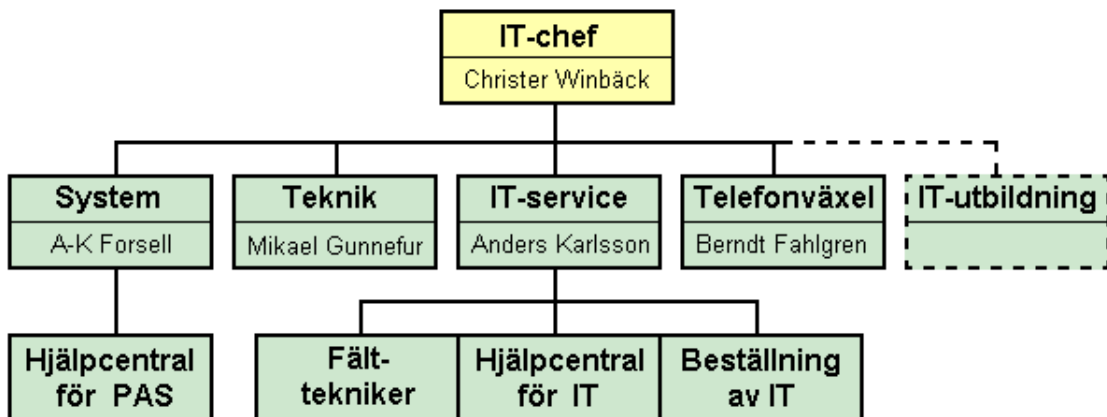 IT-chef
Christer Winbäck
System
A-K Forsell
Teknik
Mikael Gunnefur
IT-service
Anders Karlsson
Telefonväxel
Berndt Fahlgren
IT-utbildning
Hjälpcentral
för PAS
Fält-
tekniker
Hjälpcentral
för IT
Beställning
av IT